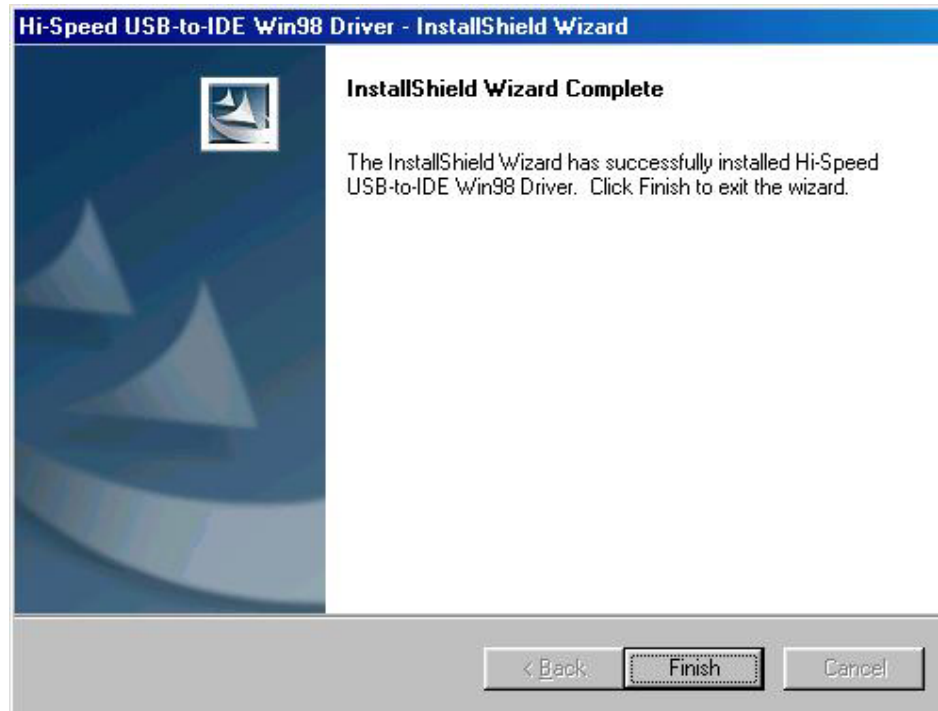 Hi-Speed USB-to-IDE Win98 Driver - InstallShield Wizard
InstallShield Wizard Complete
The InstallShield Wizard has successfully installed Hi-Speed
USB-to-IDE Win98 Driver. Click Finish to exit the wizard.
< Back Finish Cancel